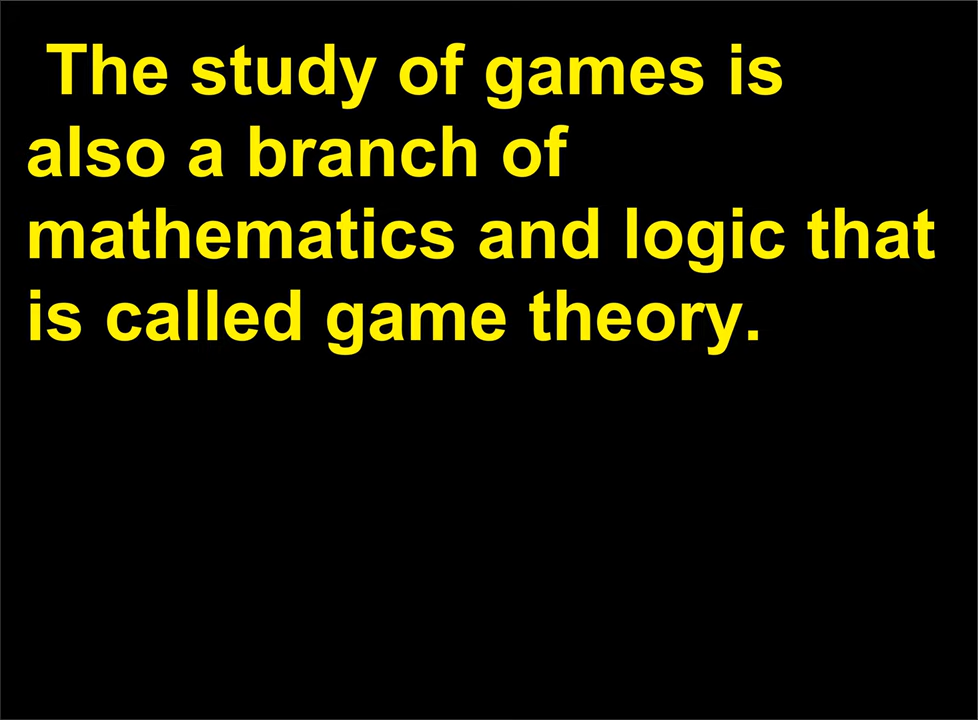 The study of games is
also a branch of
mathematics and logic that
is called game theory.